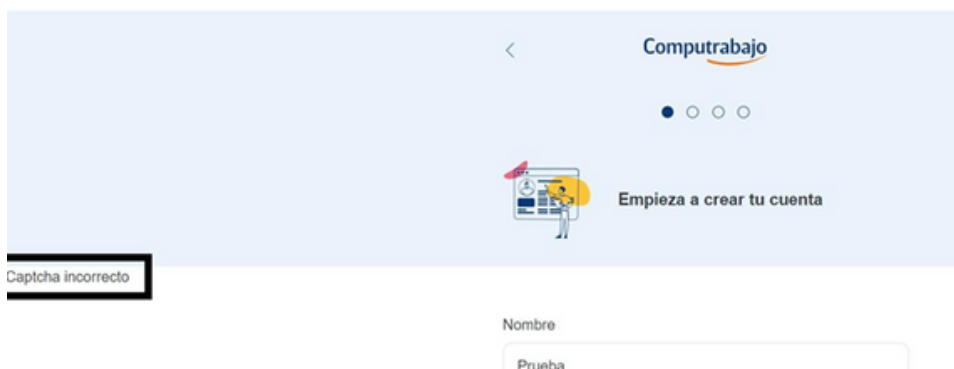 Computrabajo
Empieza a crear tu cuenta
Captcha incorrecto
Nombre
Prueba